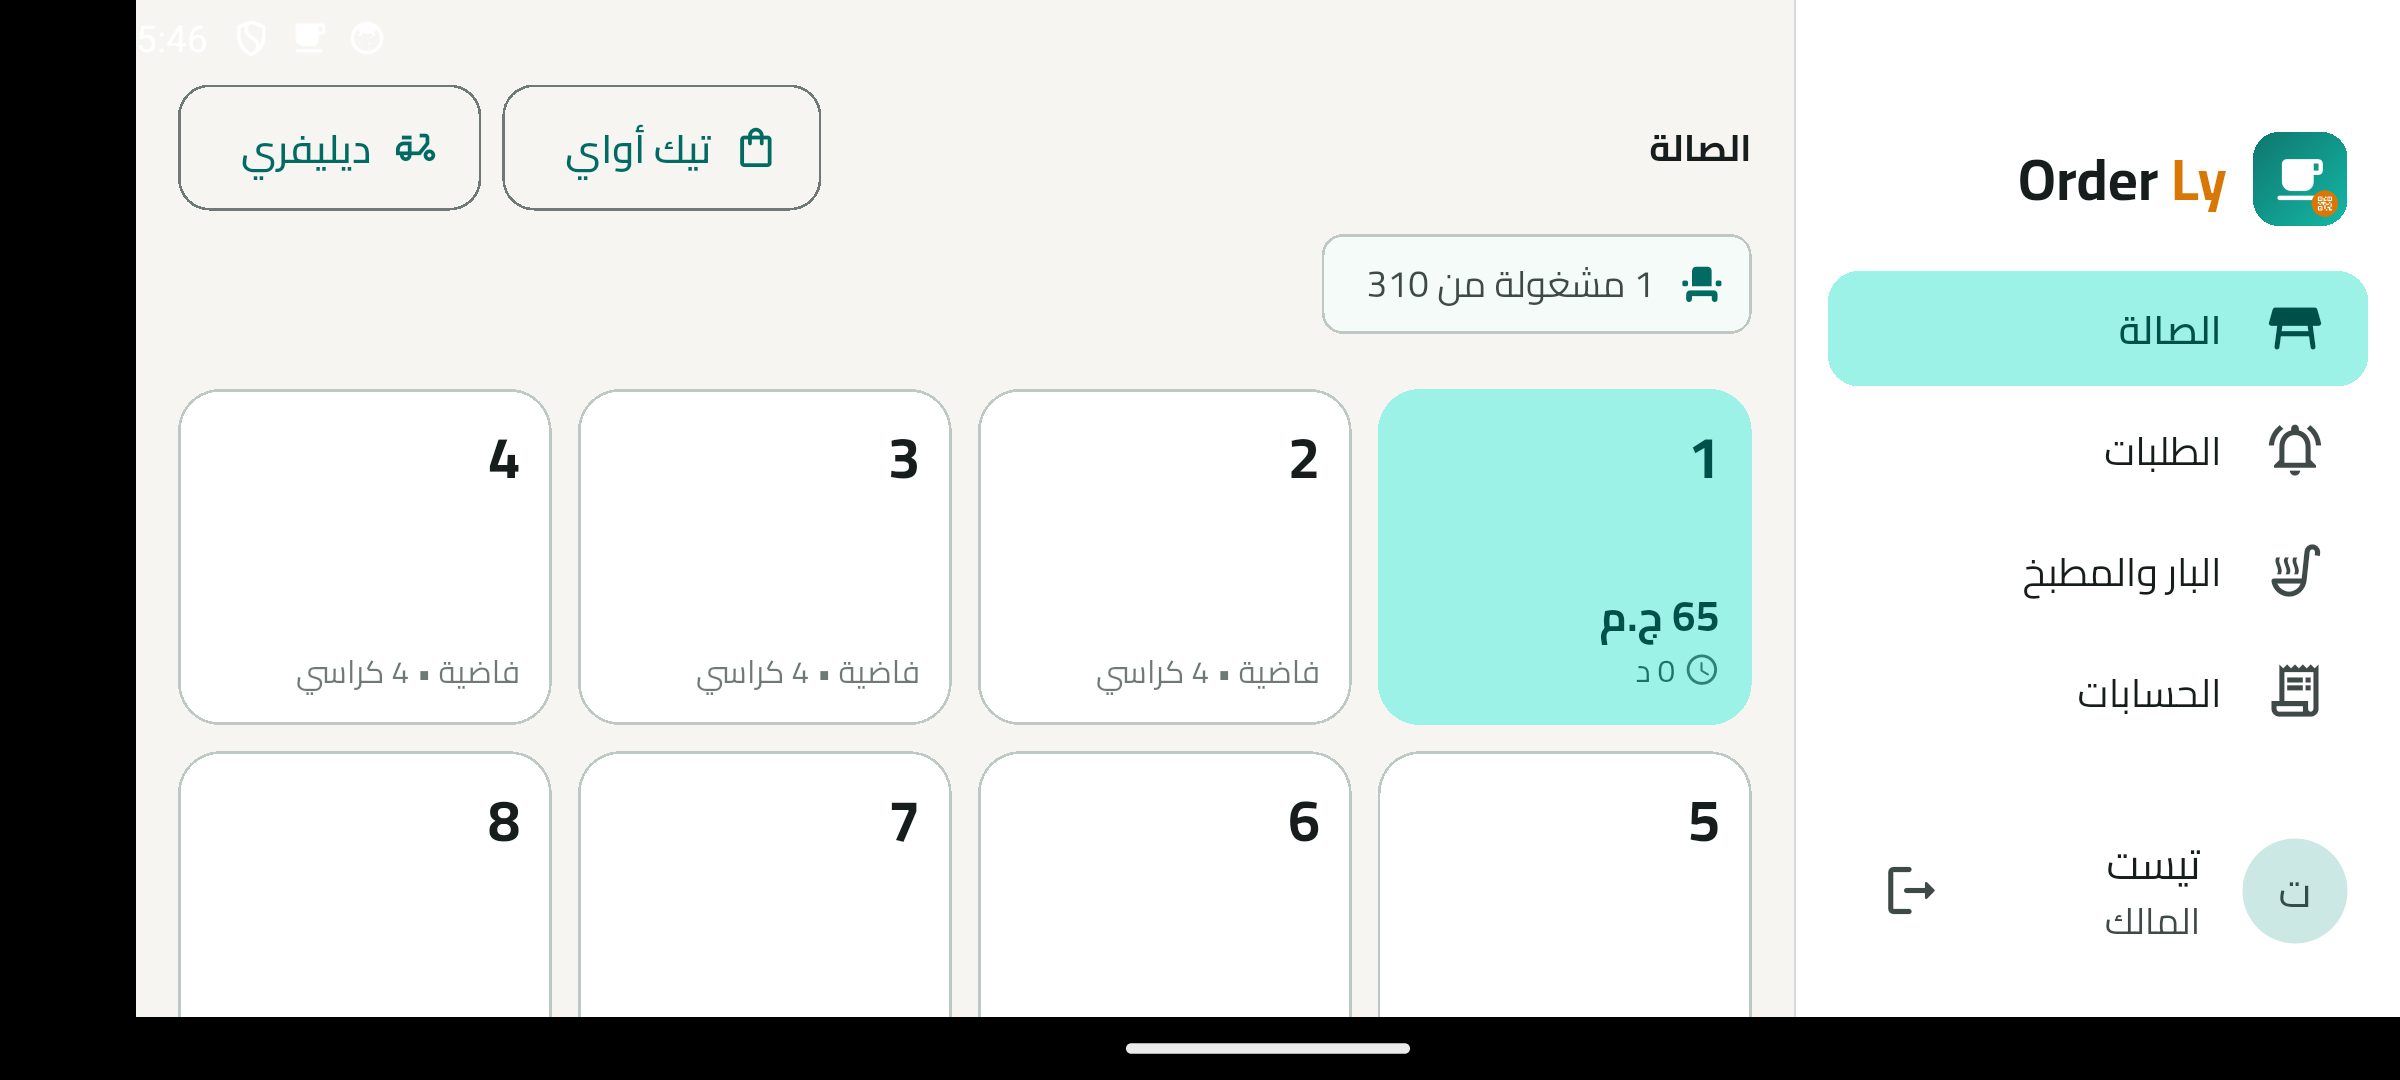 5:46
Order Ly
الصالة
الطلبات
البار والمطبخ
الحسابات
ت
تيست
المالك
الصالة
تيك أواي
ديليفري
1 مشغولة من 310
1
65 ج.م
0 د
2
فاضية • 4 كراسي
3
فاضية • 4 كراسي
4
فاضية • 4 كراسي
5
6
7
8